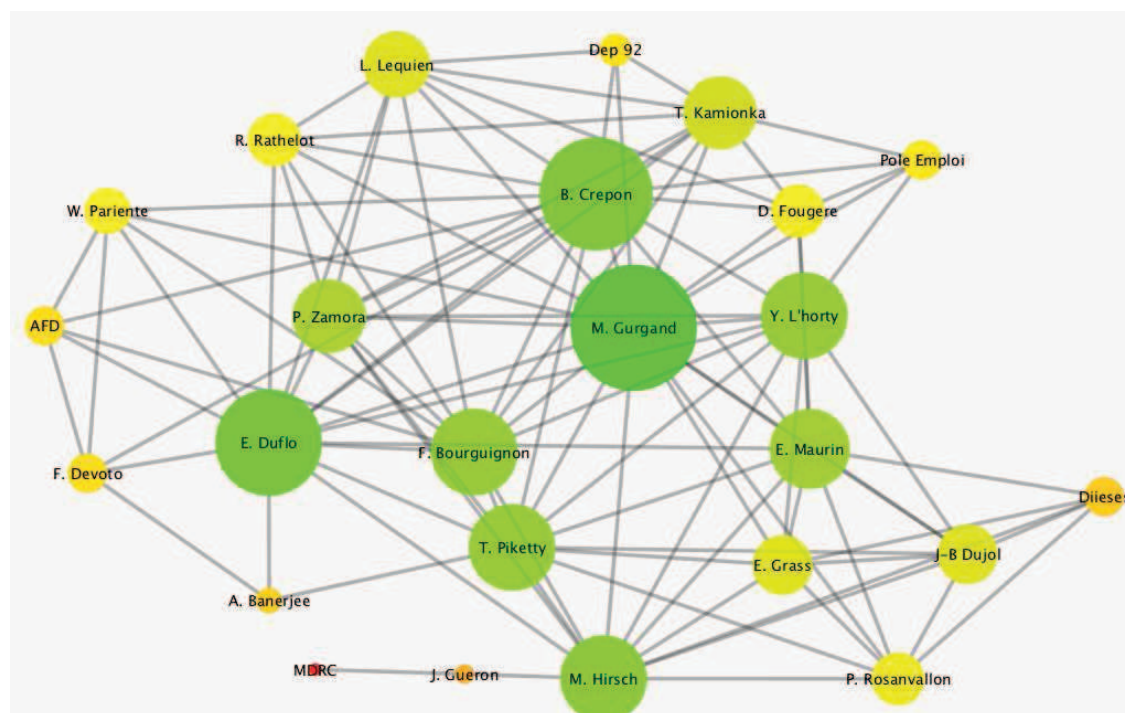 Dep 92
L. Lequien
T. Kamionka
R. Rathelot
Pole Emploi
B. Crepon
W. Pariente
D. Fougere
P. Zamora
Y. L'horty
AFD
M. Gurgand
E. Duflo
F. Bourguignon
E. Maurin
F. Devoto
Diieses
T. Piketty
J-B Dujol
E. Grass
A. Banerjee
MDRC
J. Gueron
M. Hirsch
P. Rosanvallon